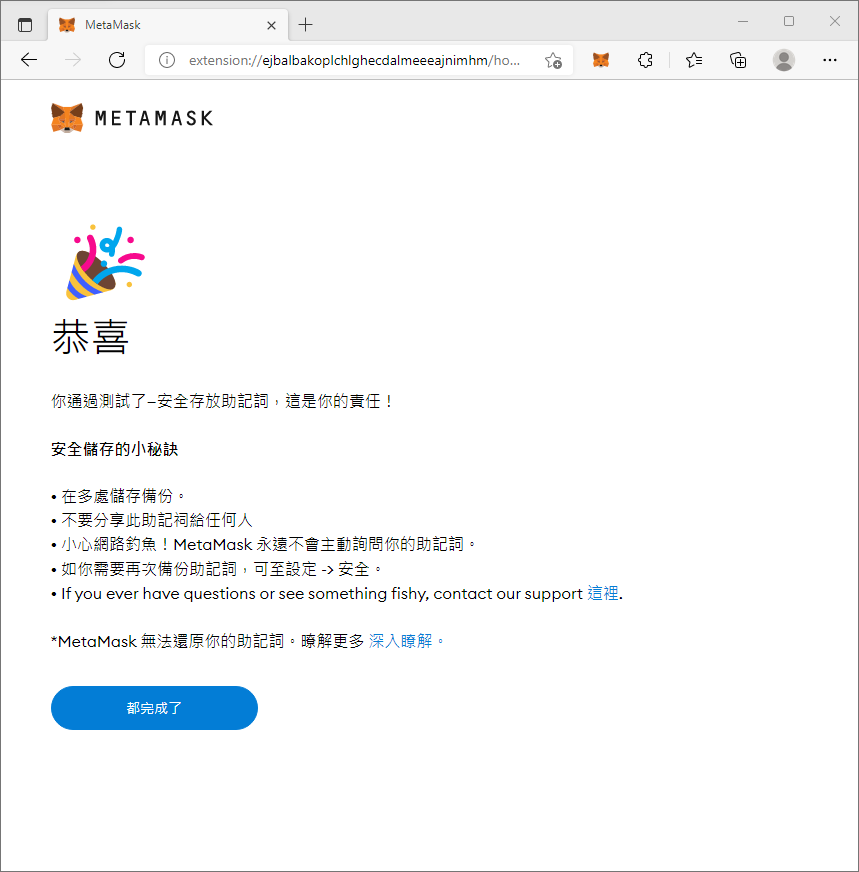 MetaMask
extension://ejbalbakoplchlghecdalmeeeajnimhm/ho...
METAMASK
恭喜
你通過測試了–安全存放助記詞，這是你的責任！
安全儲存的小秘訣
• 在多處儲存備份。
• 不要分享此助記祠給任何人
• 小心網路釣魚！MetaMask 永遠不會主動詢問你的助記詞。
• 如你需要再次備份助記詞，可至設定 -> 安全。
• If you ever have questions or see something fishy, contact our support 這裡.
*MetaMask 無法還原你的助記詞。暸解更多 深入瞭解。
都完成了